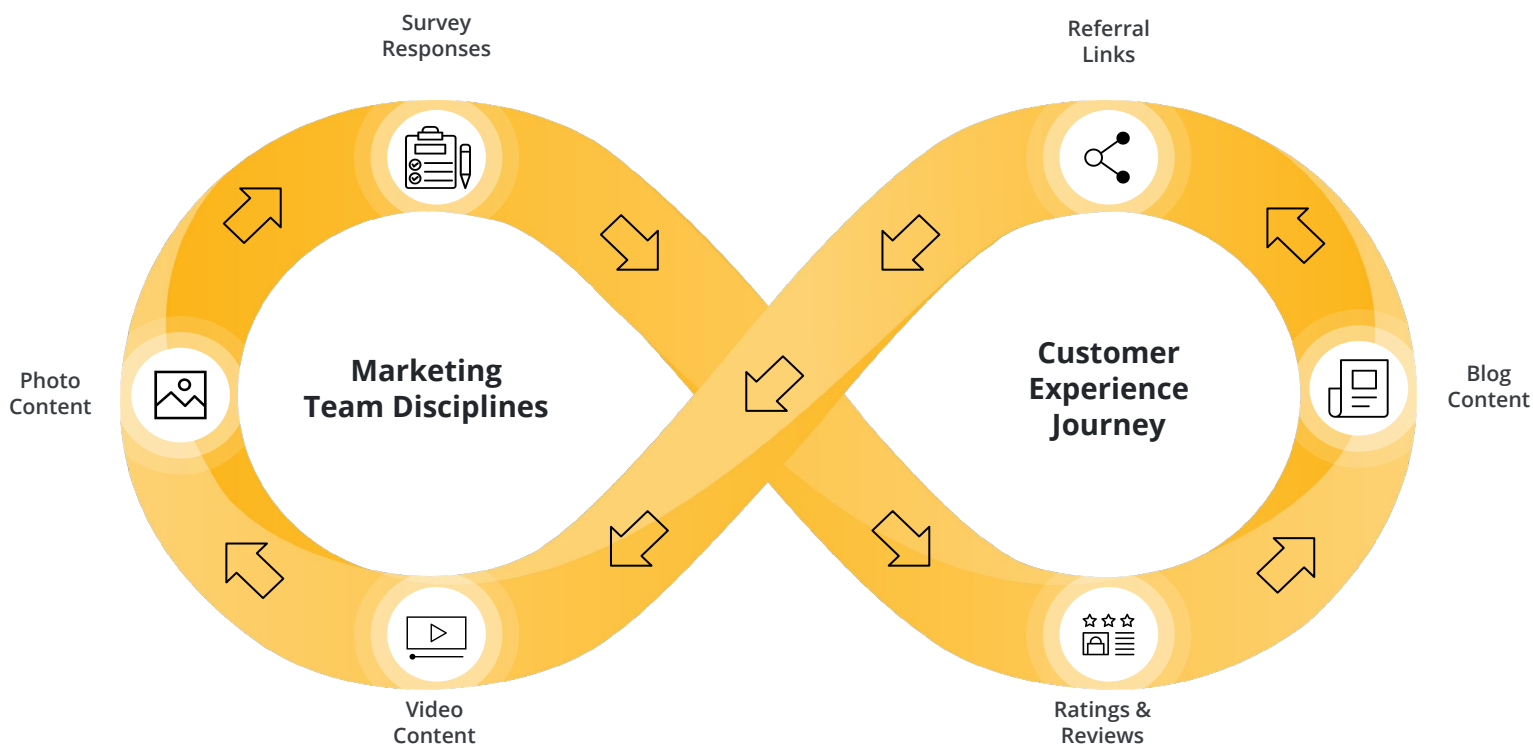 Survey
Responses
Referral
Links
Marketing
Team Disciplines
Customer
Experience
Journey
Photo
Content
Blog
Content
Video
Content
Ratings &
Reviews